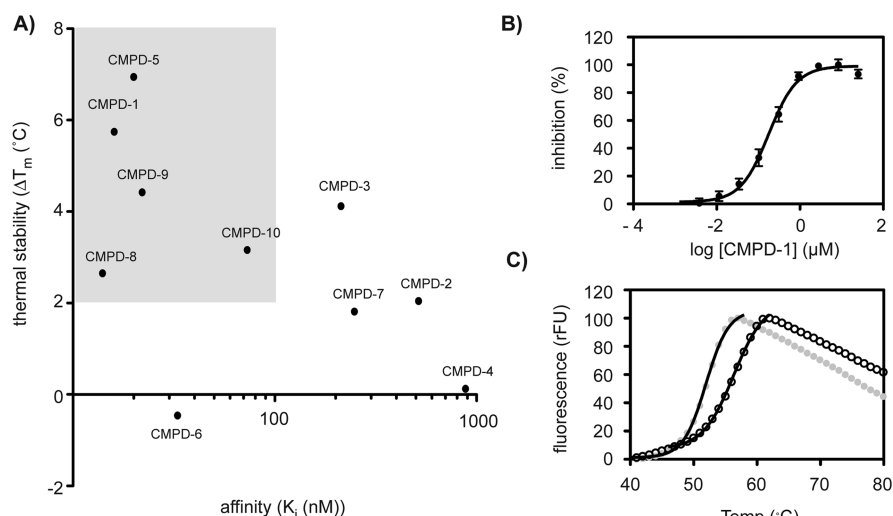 A)
8
6
4
2
0
-2
thermal stability (ΔTm (˚C)
CMPD-5
CMPD-1
CMPD-9
CMPD-3
CMPD-10
CMPD-8
CMPD-2
CMPD-7
CMPD-4
CMPD-6
100
1000
affinity (Ki (nM))
B)
120
100
80
60
40
20
0
inhibition (%)
- 4
−2
0
2
log [CMPD-1] (µM)
C)
120
100
80
60
40
20
0
fluorescence (rFU)
40
50
60
70
80
Temp (˚C)